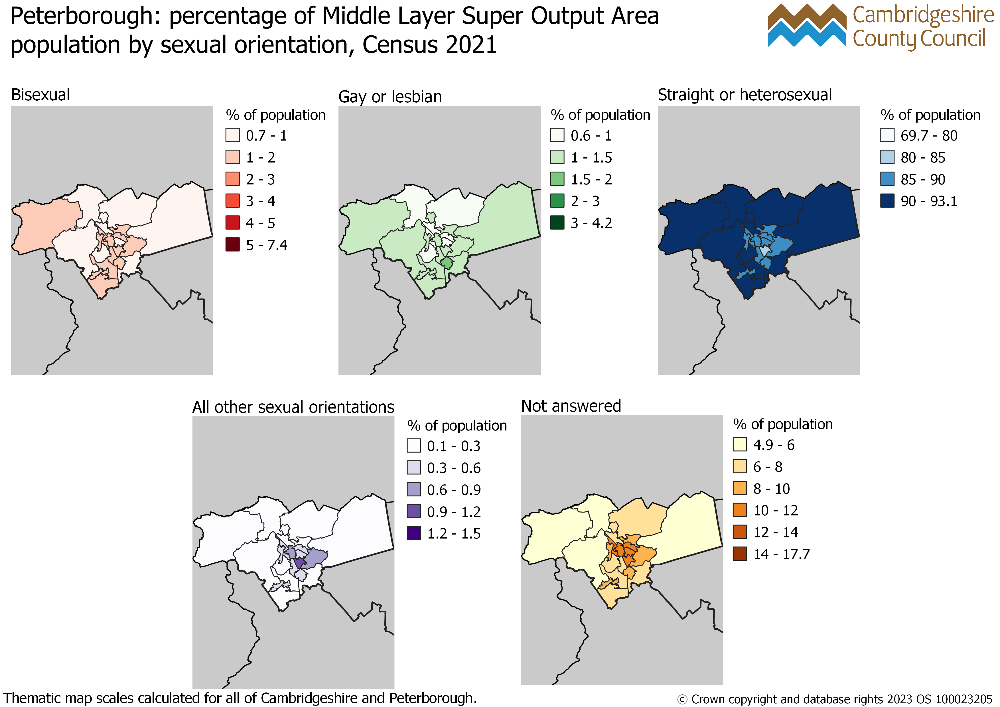 Peterborough: percentage of Middle Layer Super Output Area
population by sexual orientation, Census 2021
Cambridgeshire
County Council
Bisexual
% of population
0.7 - 1
1 - 2
2 - 3
3 - 4
4 - 5
5 - 7.4
Gay or lesbian
% of population
0.6 - 1
1 - 1.5
1.5 - 2
2 - 3
3 - 4.2
Straight or heterosexual
% of population
69.7 - 80
80 - 85
85 - 90
90 - 93.1
All other sexual orientations
% of population
0.1 - 0.3
0.3 - 0.6
0.6 - 0.9
0.9 - 1.2
1.2 - 1.5
Not answered
% of population
4.9 - 6
6 - 8
8 - 10
10 - 12
12 - 14
14 - 17.7
Thematic map scales calculated for all of Cambridgeshire and Peterborough.
© Crown copyright and database rights 2023 OS 100023205